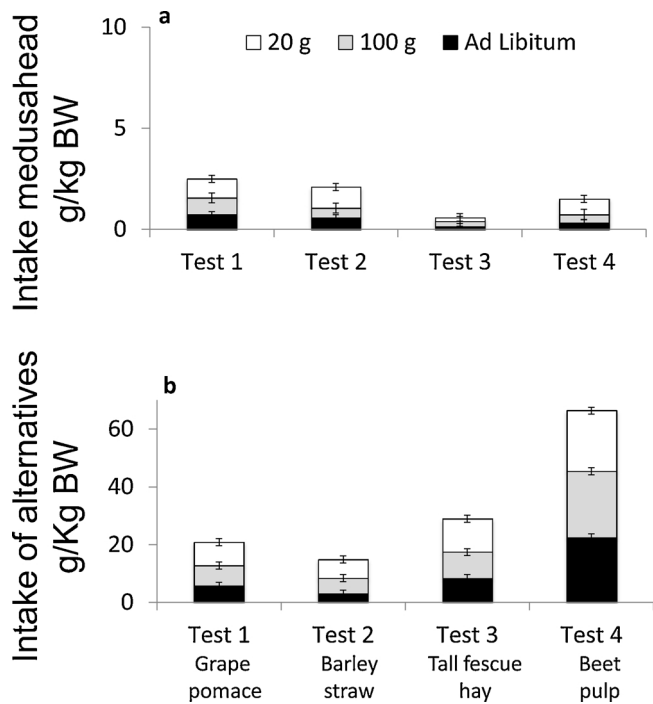 a
10
5
0
Intake medusahead
g/kg BW
20 g 100 g Ad Libitum
Test 1 Test 2 Test 3 Test 4
b
60
40
20
0
Intake of alternatives
g/Kg BW
Test 1 Test 2 Test 3 Test 4
Grape Barley Tall fescue Beet
pomace straw hay pulp